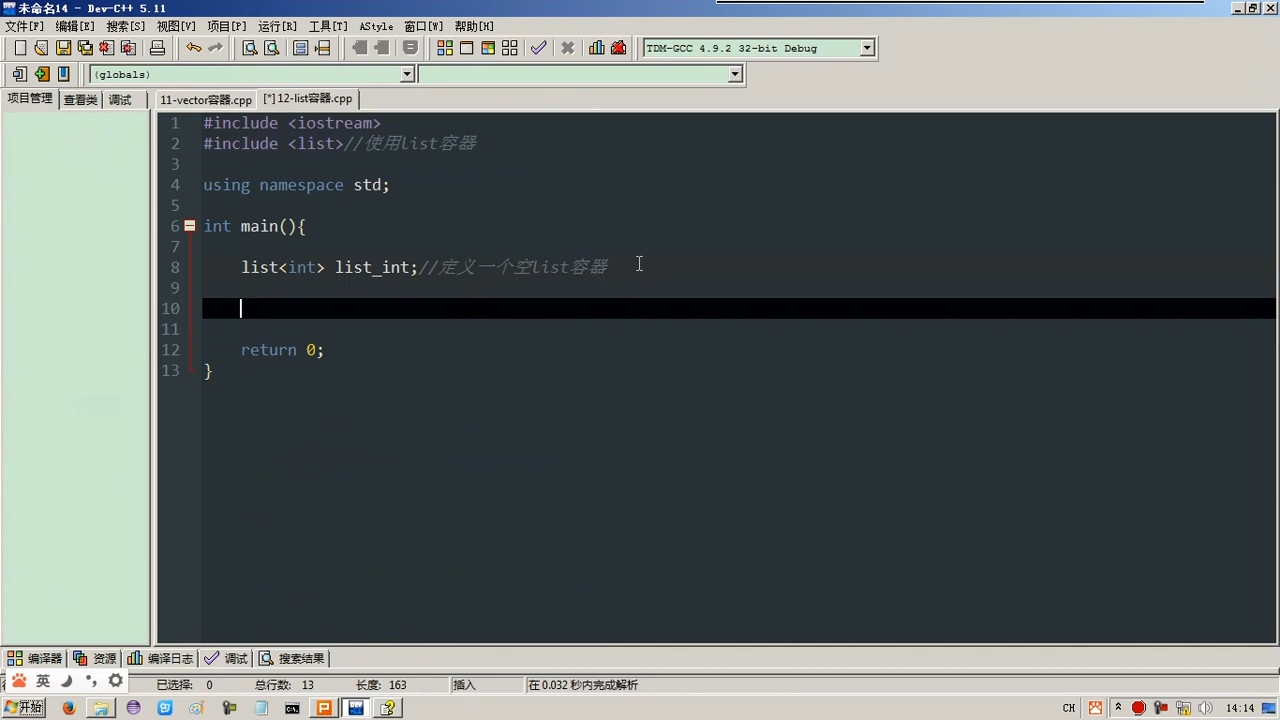 未命名14 - Dev-C++ 5.11
文件[F] 编辑[E] 搜索[S] 视图[V] 项目[P] 运行[R] 工具[T] AStyle 窗口[W] 帮助[H]
TDM-GCC 4.9.2 32-bit Debug
(globals)
项目管理 查看类 调试 11-vector容器.cpp [*] 12-list容器.cpp
1 #include <iostream>
2 #include <list>//使用list容器
3
4 using namespace std;
5
6 int main(){
7
8 list<int> list_int;//定义一个空list容器
9
10
11
12 return 0;
13 }
编译器 资源 编译日志 调试 搜索结果
英 已选择: 0 总行数: 13 长度: 163 插入 在 0.032 秒内完成解析
开始 CH 14:14